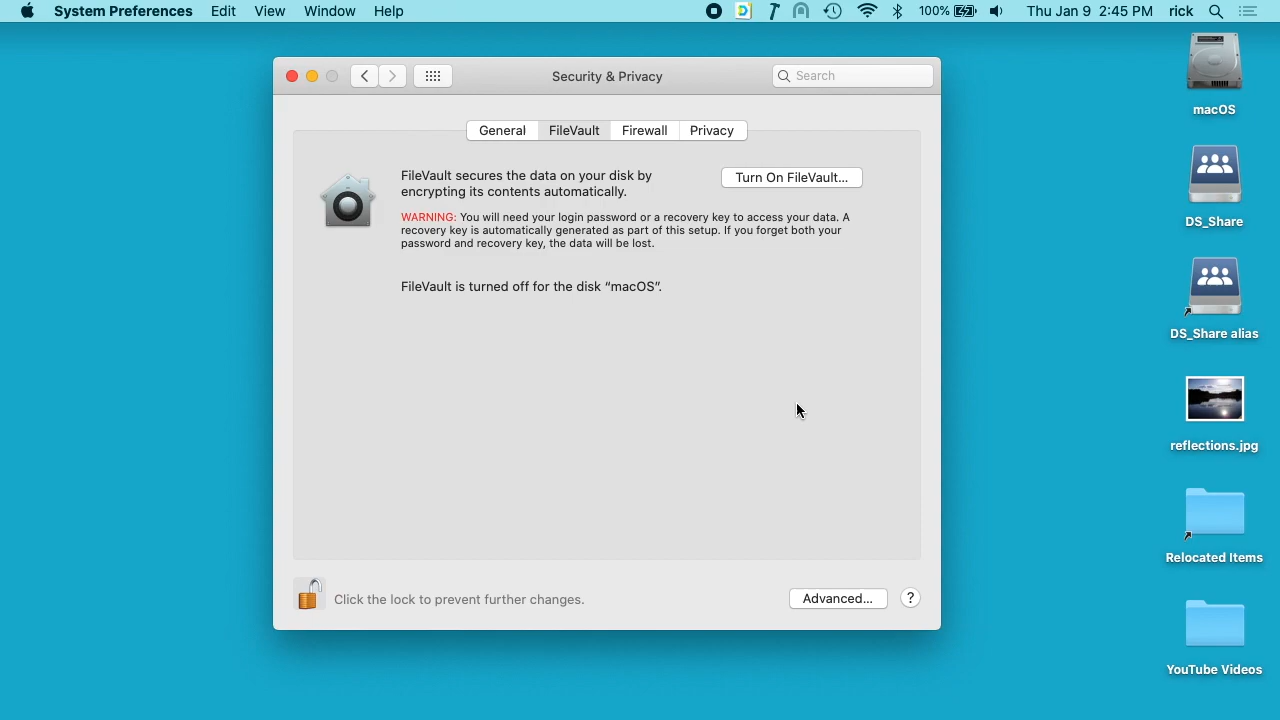 System Preferences Edit View Window Help 100% Thu Jan 9 2:45 PM rick
Security & Privacy
Search
General FileVault Firewall Privacy
FileVault secures the data on your disk by
encrypting its contents automatically.
Turn On FileVault...
WARNING: You will need your login password or a recovery key to access your data. A
recovery key is automatically generated as part of this setup. If you forget both your
password and recovery key, the data will be lost.
FileVault is turned off for the disk “macOS”.
Click the lock to prevent further changes.
Advanced...
?
macOS
DS_Share
DS_Share alias
reflections.jpg
Relocated Items
YouTube Videos